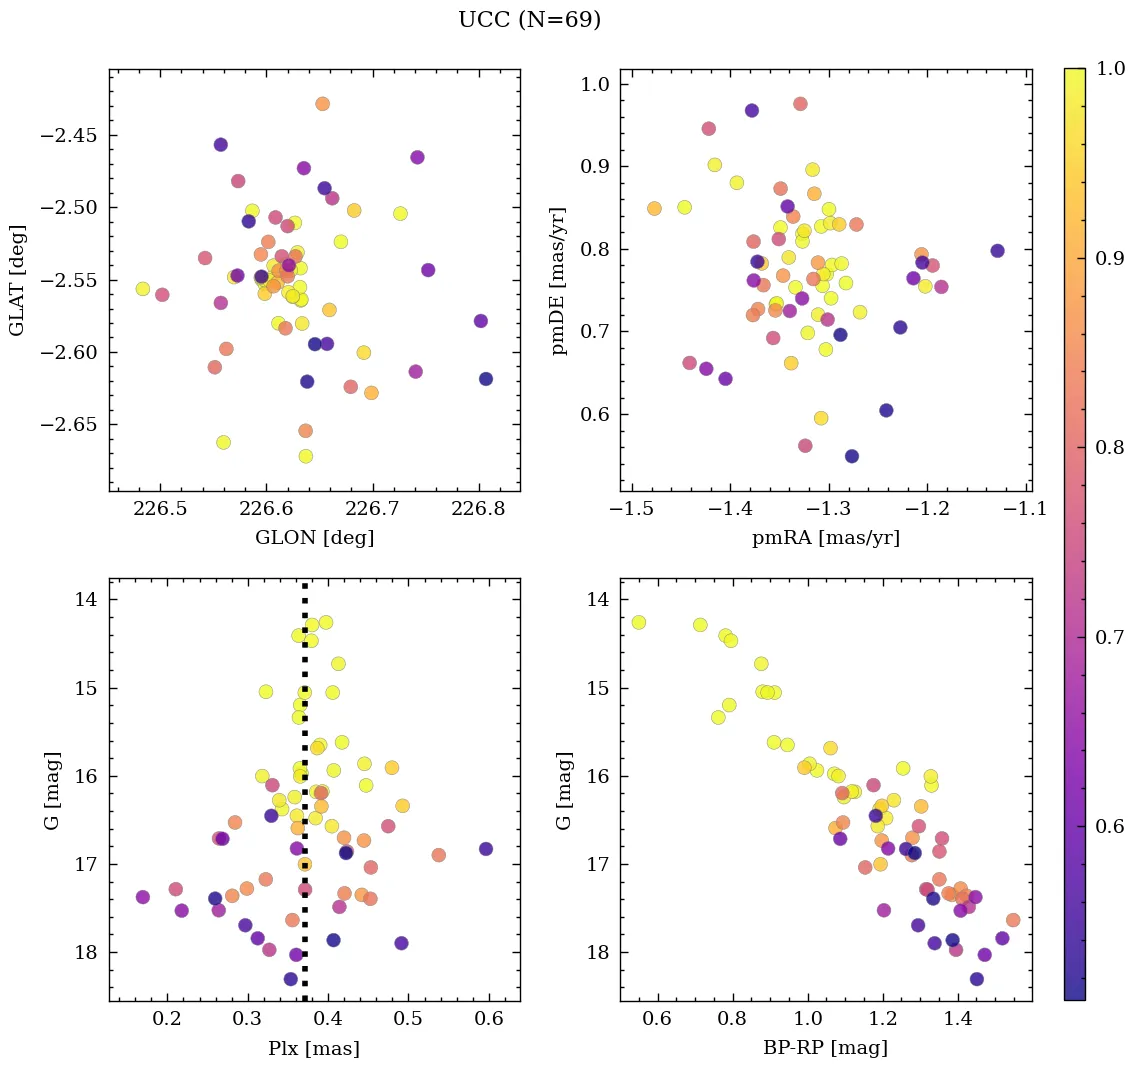 UCC (N=69)
−2.45
−2.50
−2.55
−2.60
−2.65
GLAT [deg]
226.5 226.6 226.7 226.8
GLON [deg]
1.0
0.9
0.8
0.7
0.6
pmDE [mas/yr]
−1.5 −1.4 −1.3 −1.2 −1.1
pmRA [mas/yr]
14
15
16
17
18
G [mag]
0.2 0.3 0.4 0.5 0.6
Plx [mas]
14
15
16
17
18
G [mag]
0.6 0.8 1.0 1.2 1.4
BP-RP [mag]
1.0
0.9
0.8
0.7
0.6